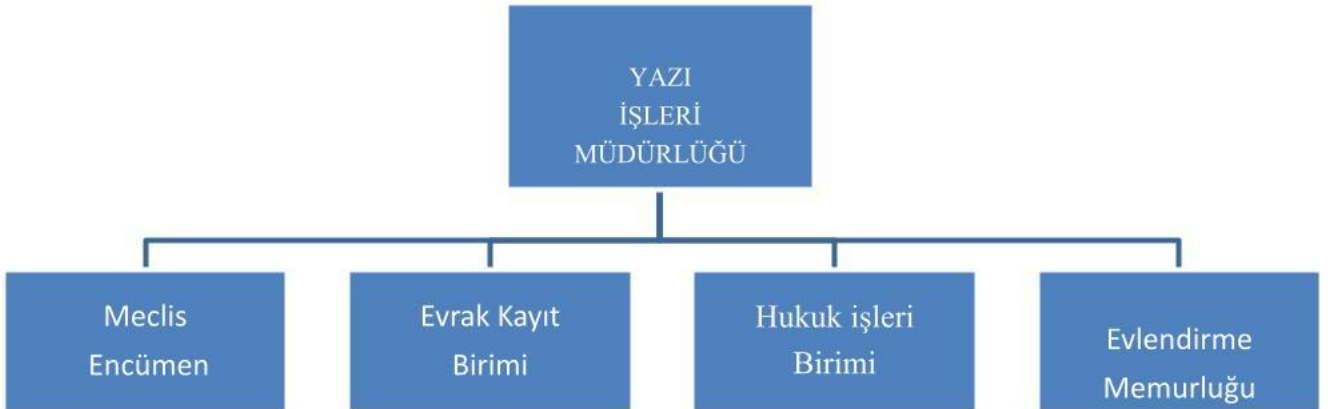 YAZI
İŞLERİ
MÜDÜRLÜĞÜ
Meclis
Encümen
Evrak Kayıt
Birimi
Hukuk işleri
Birimi
Evlendirme
Memurluğu